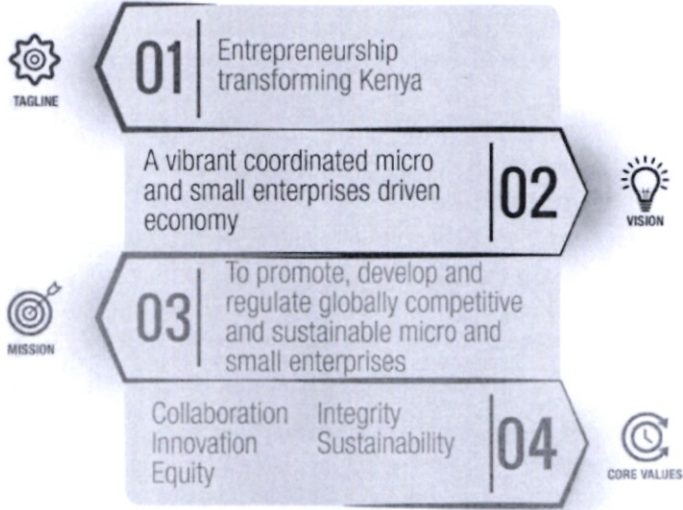 TAGLINE
01
Entrepreneurship
transforming Kenya
A vibrant coordinated micro
and small enterprises driven
economy
02
VISION
MISSION
03
To promote, develop and
regulate globally competitive
and sustainable micro and
small enterprises
Collaboration Integrity
Innovation Sustainability
Equity
04
CORE VALUES